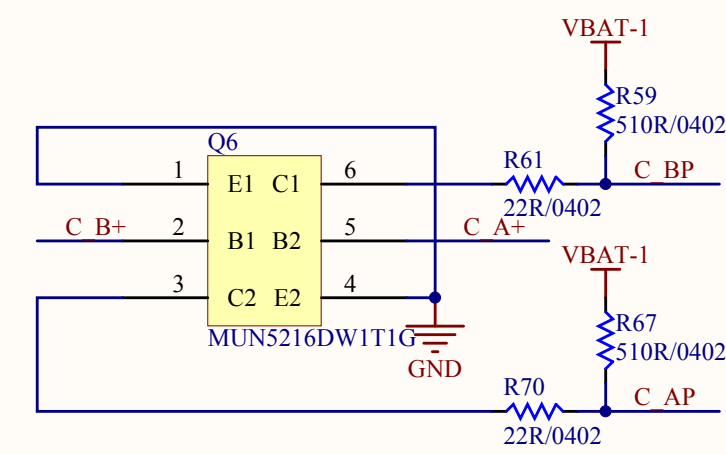 VBAT-1
R59
510R/0402
Q6
R61
1 E1 C1 6
C_BP
22R/0402
C_B+ 2 B1 B2 5 C_A+
VBAT-1
3 C2 E2 4
R67
MUN5216DW1T1G
510R/0402
GND
R70
C_AP
22R/0402